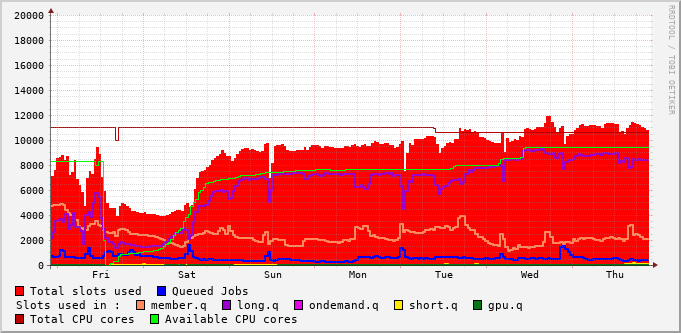 20000
18000
16000
14000
12000
10000
8000
6000
4000
2000
0
Fri Sat Sun Mon Tue Wed Thu
RRDTOOL / TOBI OETIKER
Total slots used Queued Jobs
Slots used in : member.q long.q ondemand.q short.q gpu.q
Total CPU cores Available CPU cores